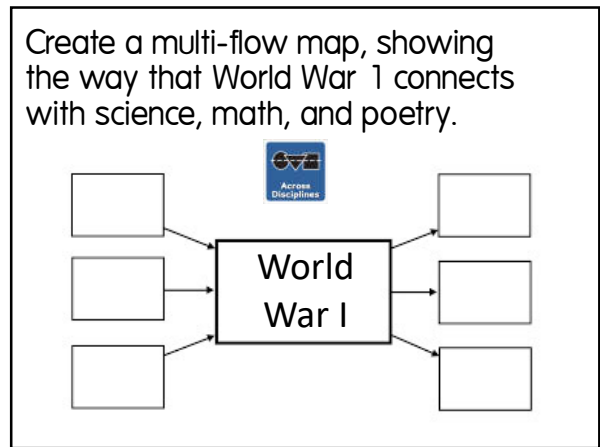 Create a multi-flow map, showing
the way that World War 1 connects
with science, math, and poetry.
Across
Disciplines
World
War I